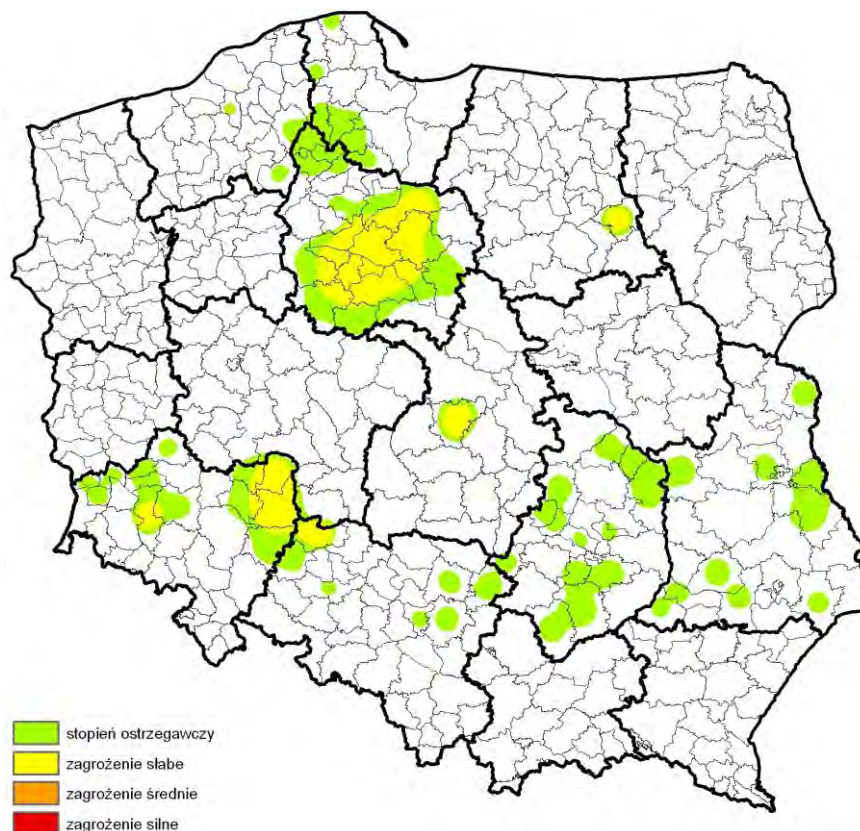 stopień ostrzegawczy
zagrożenie słabe
zagrożenie średnie
zagrożenie silne